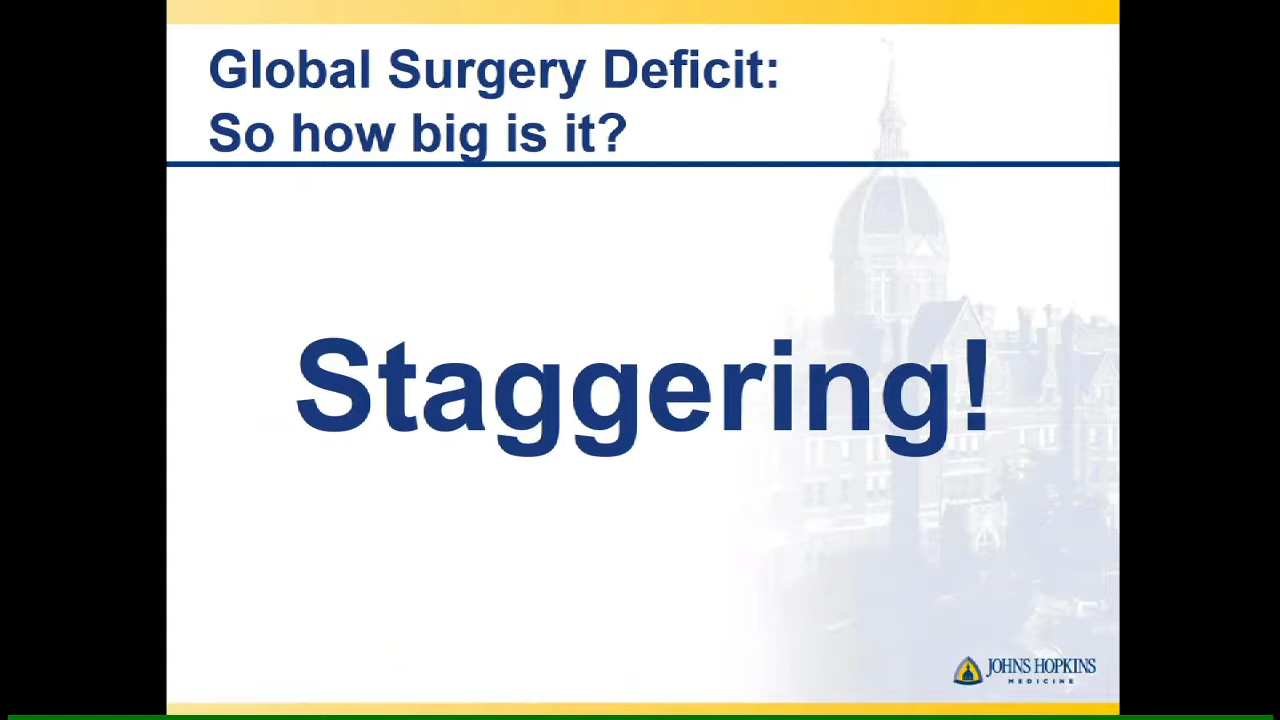 Global Surgery Deficit:
So how big is it?
Staggering!
JOHNS HOPKINS
MEDICINE